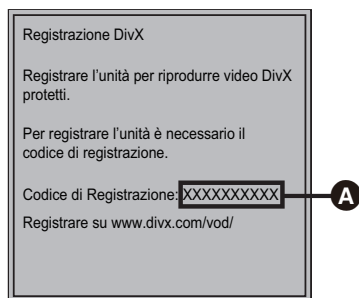 Registrazione DivX
Registrare l'unità per riprodurre video DivX
protetti.
Per registrare l'unità è necessario il
codice di registrazione.
Codice di Registrazione: XXXXXXXXXX
A
Registrare su www.divx.com/vod/